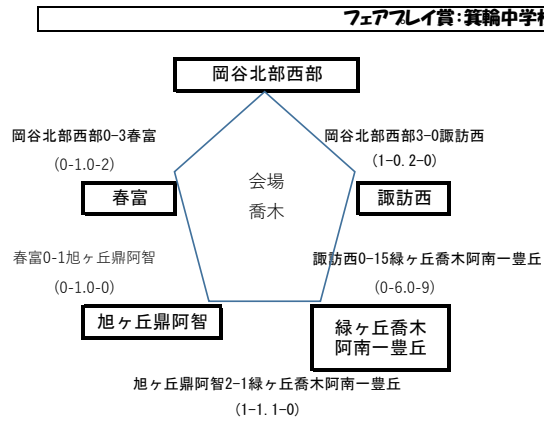 フェアプレイ賞：箕輪中学校
岡谷北部西部
岡谷北部西部0-3春富
(0-1.0-2)
岡谷北部西部3-0諏訪西
(1-0.2-0)
会場
喬木
春富
諏訪西
春富0-1旭ヶ丘鼎阿智
(0-1.0-0)
諏訪西0-15緑ヶ丘喬木阿南一豊丘
(0-6.0-9)
旭ヶ丘鼎阿智
緑ヶ丘喬木
阿南一豊丘
旭ヶ丘鼎阿智2-1緑ヶ丘喬木阿南一豊丘
(1-1.1-0)